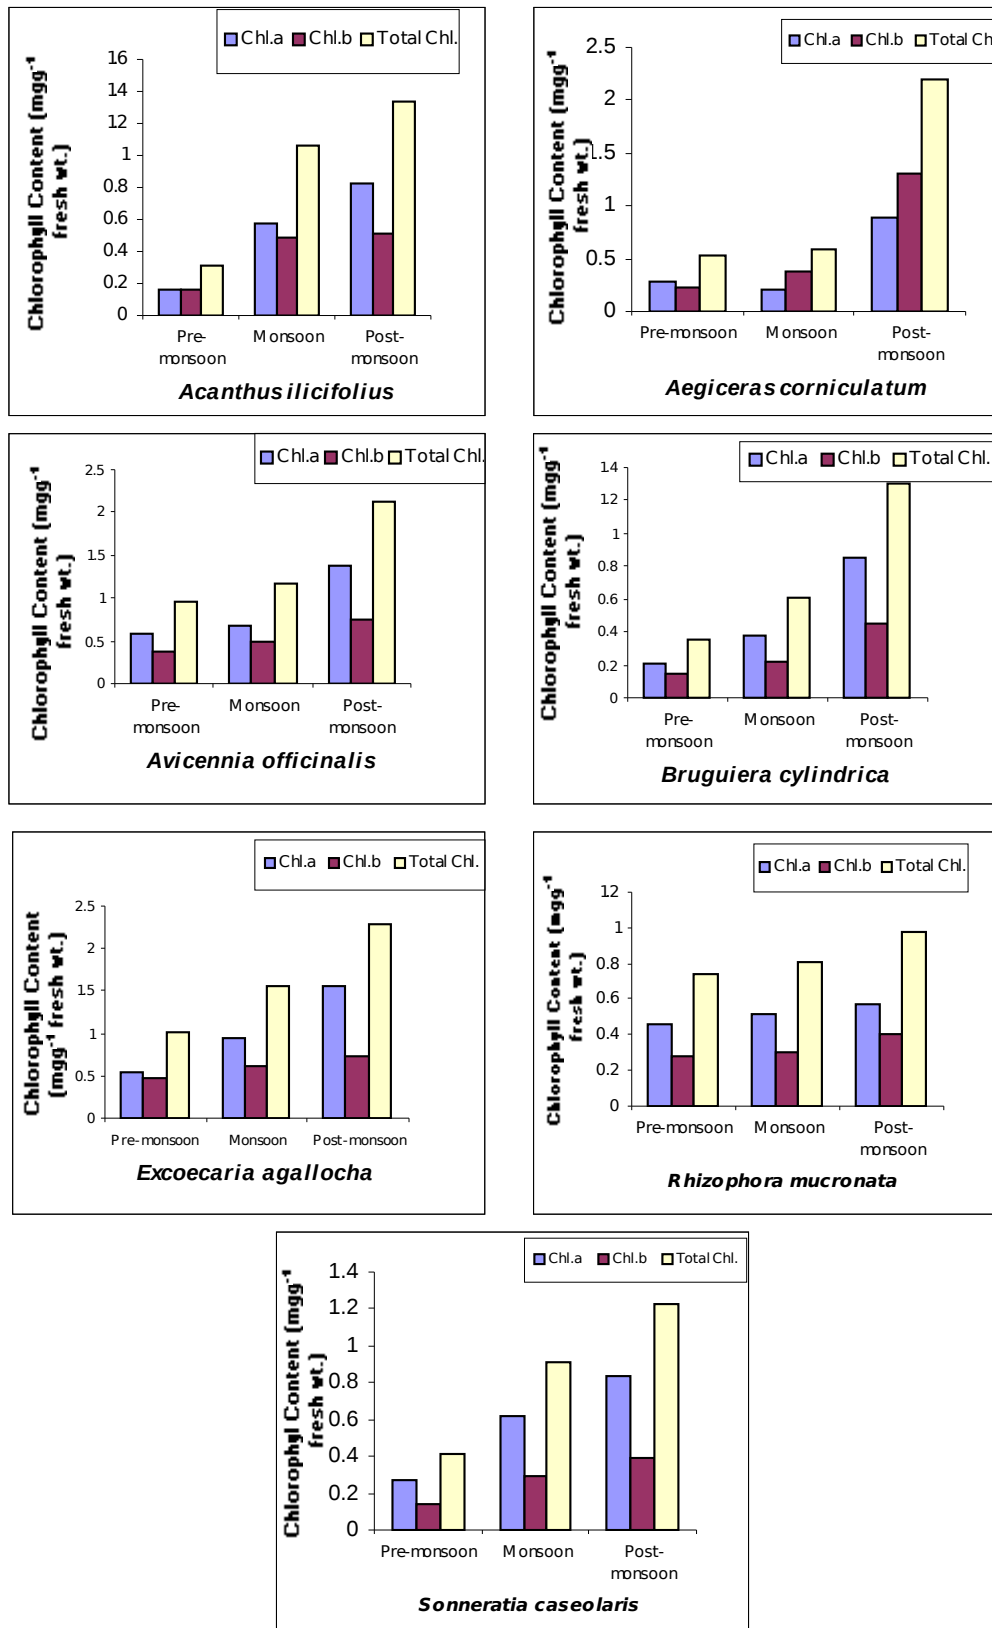 Chl.a Chl.b Total Chl.
Chlorophyll Content (mgg⁻¹
fresh wt.)
16
14
12
1
0.8
0.6
0.4
0.2
0
Pre-
monsoon
Monsoon
Post-
monsoon
Acanthus ilicifolius
Chl.a Chl.b Total Chl
Chlorophyll Content (mgg⁻¹
fresh wt.)
2.5
2
1.5
1
0.5
0
Pre-monsoon
Monsoon
Post-
monsoon
Aegiceras corniculatum
Chl.a Chl.b Total Chl.
Chlorophyll Content (mgg⁻¹
fresh wt.)
2.5
2
1.5
1
0.5
0
Pre-
monsoon
Monsoon
Post-
monsoon
Avicennia officinalis
Chl.a Chl.b Total Chl.
Chlorophyll Content (mgg⁻¹
fresh wt.)
1.4
12
1
0.8
0.6
0.4
0.2
0
Pre-
monsoon
Monsoon
Post-
monsoon
Bruguiera cylindrica
Chl.a Chl.b Total Chl.
Chlorophyll Content
(mgg⁻¹ fresh wt.)
2.5
2
1.5
1
0.5
0
Pre-monsoon
Monsoon
Post-monsoon
Excoecaria agallocha
Chl.a Chl.b Total Chl.
Chlorophyll Content (mgg⁻¹
fresh wt.)
12
1
0.8
0.6
0.4
0.2
0
Pre-monsoon
Monsoon
Post-
monsoon
Rhizophora mucronata
Chl.a Chl.b Total Chl.
Chlorophyll Content (mgg⁻¹
fresh wt.)
1.4
1.2
1
0.8
0.6
0.4
0.2
0
Pre-monsoon
Monsoon
Post-
monsoon
Sonneratia caseolaris